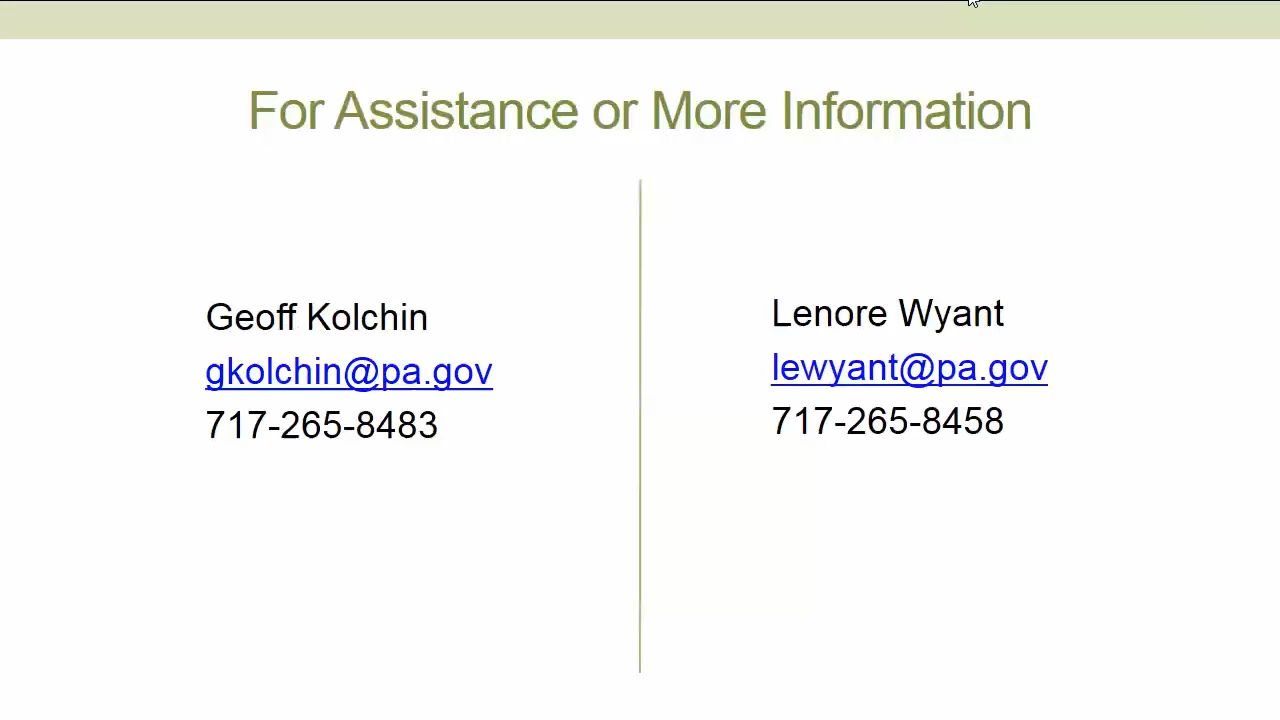 For Assistance or More Information
Geoff Kolchin
gkolchin@pa.gov
717-265-8483
Lenore Wyant
lewyant@pa.gov
717-265-8458